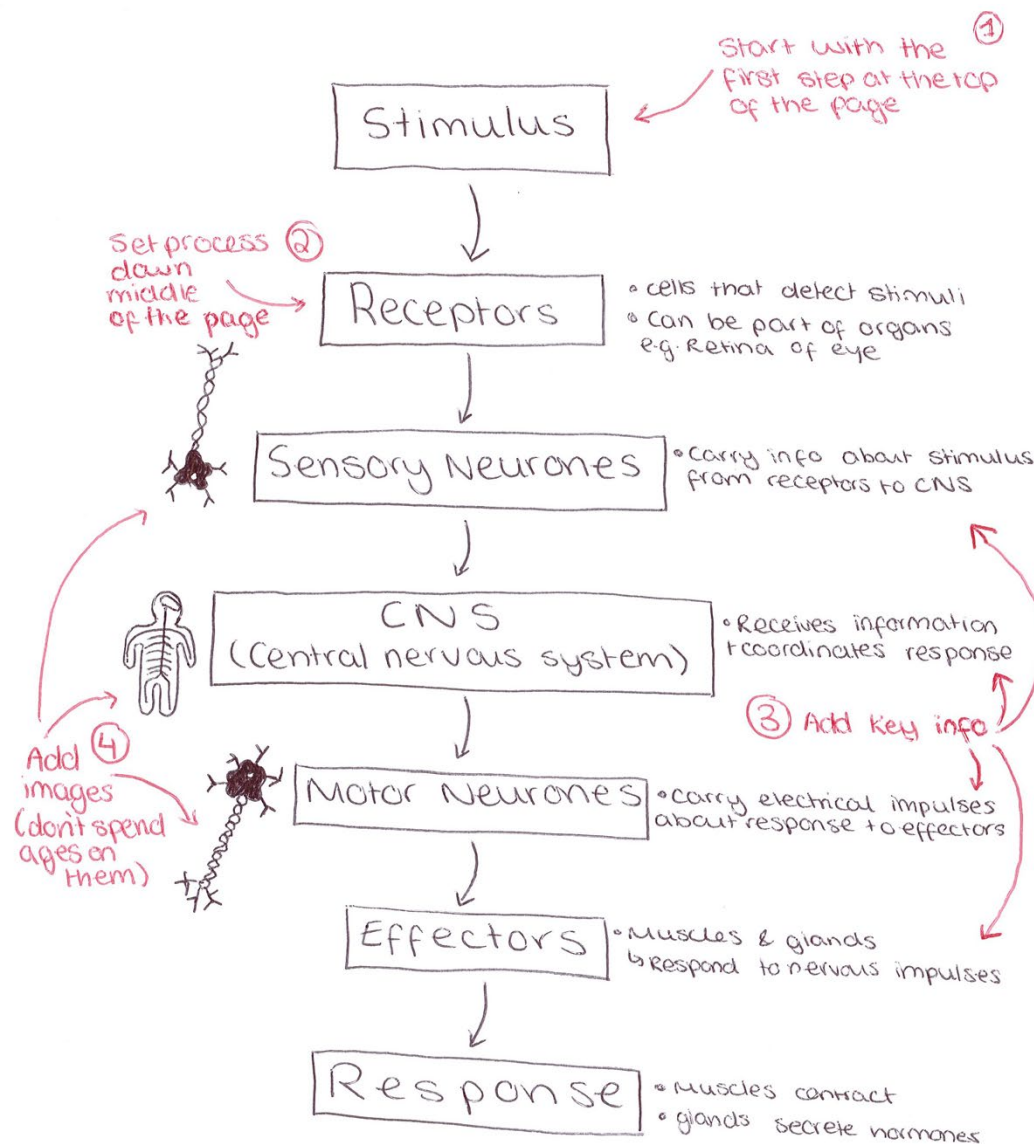 Start with the ①
first step at the top
of the page
Stimulus
Set process ②
down
middle
of the page
Receptors
• cells that detect stimuli
• Can be part of organs
e.g. Retina of eye
Sensory Neurones
• Carry info about stimulus
from receptors to CNS
CNS
(Central nervous system)
• Receives information
+ coordinates response
③ Add key info
Add ④
images
(don't spend
ages on
them)
Motor Neurones
• Carry electrical impulses
about response to effectors
Effectors
• Muscles & glands
↳ Respond to nervous impulses
Response
• Muscles contract
• glands secrete hormones